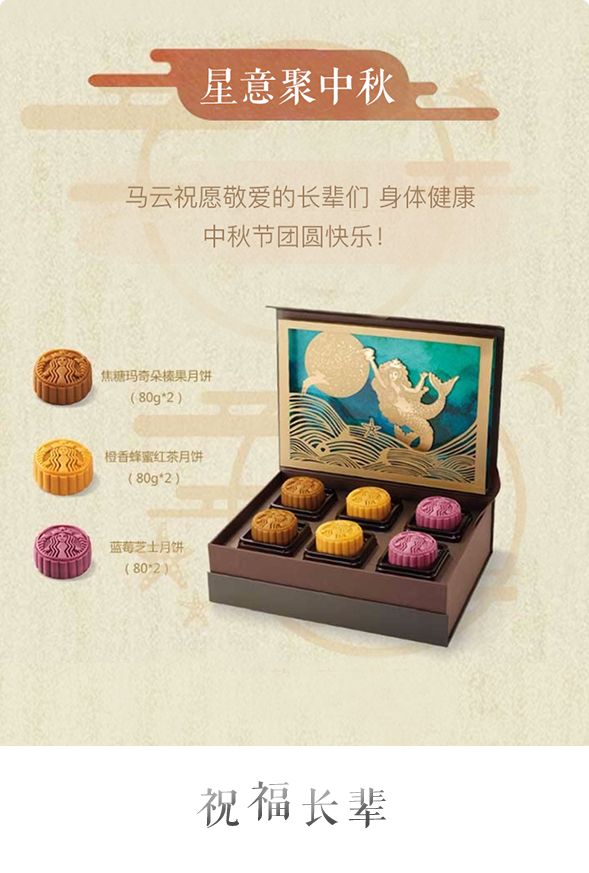 星意聚中秋
马云祝愿敬爱的长辈们 身体健康
中秋节团圆快乐！
焦糖玛奇朵榛果月饼
（80g*2）
橙香蜂蜜红茶月饼
（80g*2）
蓝莓芝士月饼
（80*2）
祝福长辈